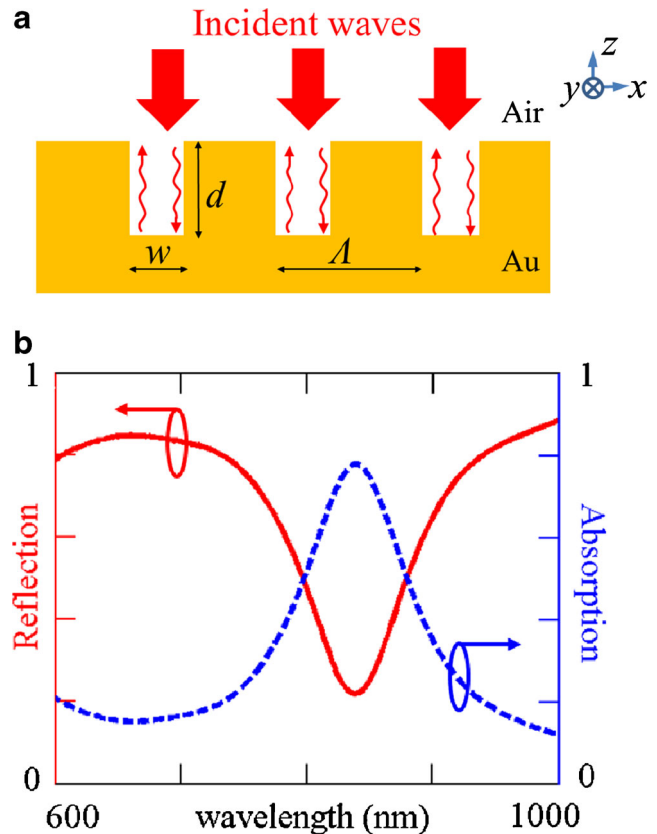 a
Incident waves
z
y x
Air
d
w
Λ
Au
b
1 1
Reflection
Absorption
0 0
600 wavelength (nm) 1000